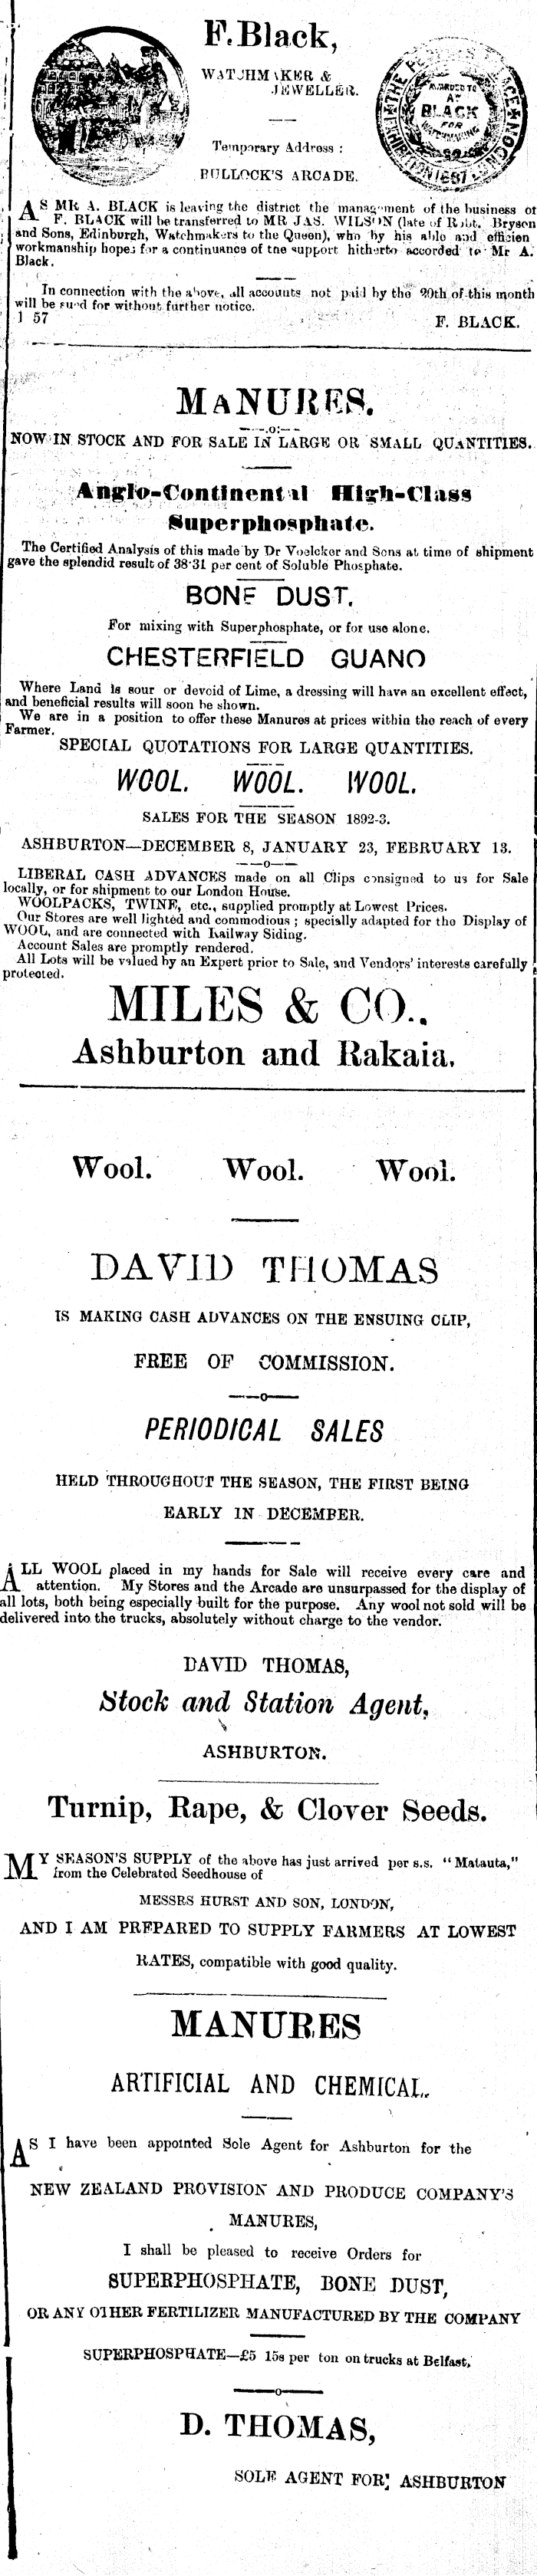 F. Black,
WATCHMAKER &
JEWELLER.
Temporary Address :
BULLOCK'S ARCADE.
AWARDED TO
AT
BLACK
FOR
AS MR A. BLACK is leaving the district the management of the business of
F. BLACK will be transferred to MR JAS. WILSON (late of Robt. Bryson
and Sons, Edinburgh, Watchmakers to the Queen), who by his able and efficien
workmanship hopes for a continuance of the support hitherto accorded to Mr A.
Black.
In connection with the above, all accounts not paid by the 20th of this month
will be sued for without further notice.
1 57
F. BLACK.
MANURES.
—:o:—
NOW IN STOCK AND FOR SALE IN LARGE OR SMALL QUANTITIES.
Anglo-Continental High-Class
Superphosphate.
The Certified Analysis of this made by Dr Voelcker and Sons at time of shipment
gave the splendid result of 38·31 per cent of Soluble Phosphate.
BONE DUST.
For mixing with Superphosphate, or for use alone.
CHESTERFIELD GUANO
Where Land is sour or devoid of Lime, a dressing will have an excellent effect,
and beneficial results will soon be shown.
We are in a position to offer these Manures at prices within the reach of every
Farmer.
SPECIAL QUOTATIONS FOR LARGE QUANTITIES.
WOOL. WOOL. WOOL.
SALES FOR THE SEASON 1892-3.
ASHBURTON—DECEMBER 8, JANUARY 23, FEBRUARY 13.
——o——
LIBERAL CASH ADVANCES made on all Clips consigned to us for Sale
locally, or for shipment to our London House.
WOOLPACKS, TWINE, etc., supplied promptly at Lowest Prices.
Our Stores are well lighted and commodious ; specially adapted for the Display of
WOOL, and are connected with Railway Siding.
Account Sales are promptly rendered.
All Lots will be valued by an Expert prior to Sale, and Vendors' interests carefully
protected.
MILES & CO.,
Ashburton and Rakaia.
Wool. Wool. Wool.
DAVID THOMAS
IS MAKING CASH ADVANCES ON THE ENSUING CLIP,
FREE OF COMMISSION.
——o——
PERIODICAL SALES
HELD THROUGHOUT THE SEASON, THE FIRST BEING
EARLY IN DECEMBER.
ALL WOOL placed in my hands for Sale will receive every care and
attention. My Stores and the Arcade are unsurpassed for the display of
all lots, both being especially built for the purpose. Any wool not sold will be
delivered into the trucks, absolutely without charge to the vendor.
DAVID THOMAS,
Stock and Station Agent,
ASHBURTON.
Turnip, Rape, & Clover Seeds.
MY SEASON'S SUPPLY of the above has just arrived per s.s. "Matauta,"
from the Celebrated Seedhouse of
MESSRS HURST AND SON, LONDON,
AND I AM PREPARED TO SUPPLY FARMERS AT LOWEST
RATES, compatible with good quality.
MANURES
ARTIFICIAL AND CHEMICAL.
AS I have been appointed Sole Agent for Ashburton for the
NEW ZEALAND PROVISION AND PRODUCE COMPANY'S
MANURES,
I shall be pleased to receive Orders for
SUPERPHOSPHATE, BONE DUST,
OR ANY OTHER FERTILIZER MANUFACTURED BY THE COMPANY
SUPERPHOSPHATE—£5 15s per ton on trucks at Belfast,
——o——
D. THOMAS,
SOLE AGENT FOR ASHBURTON